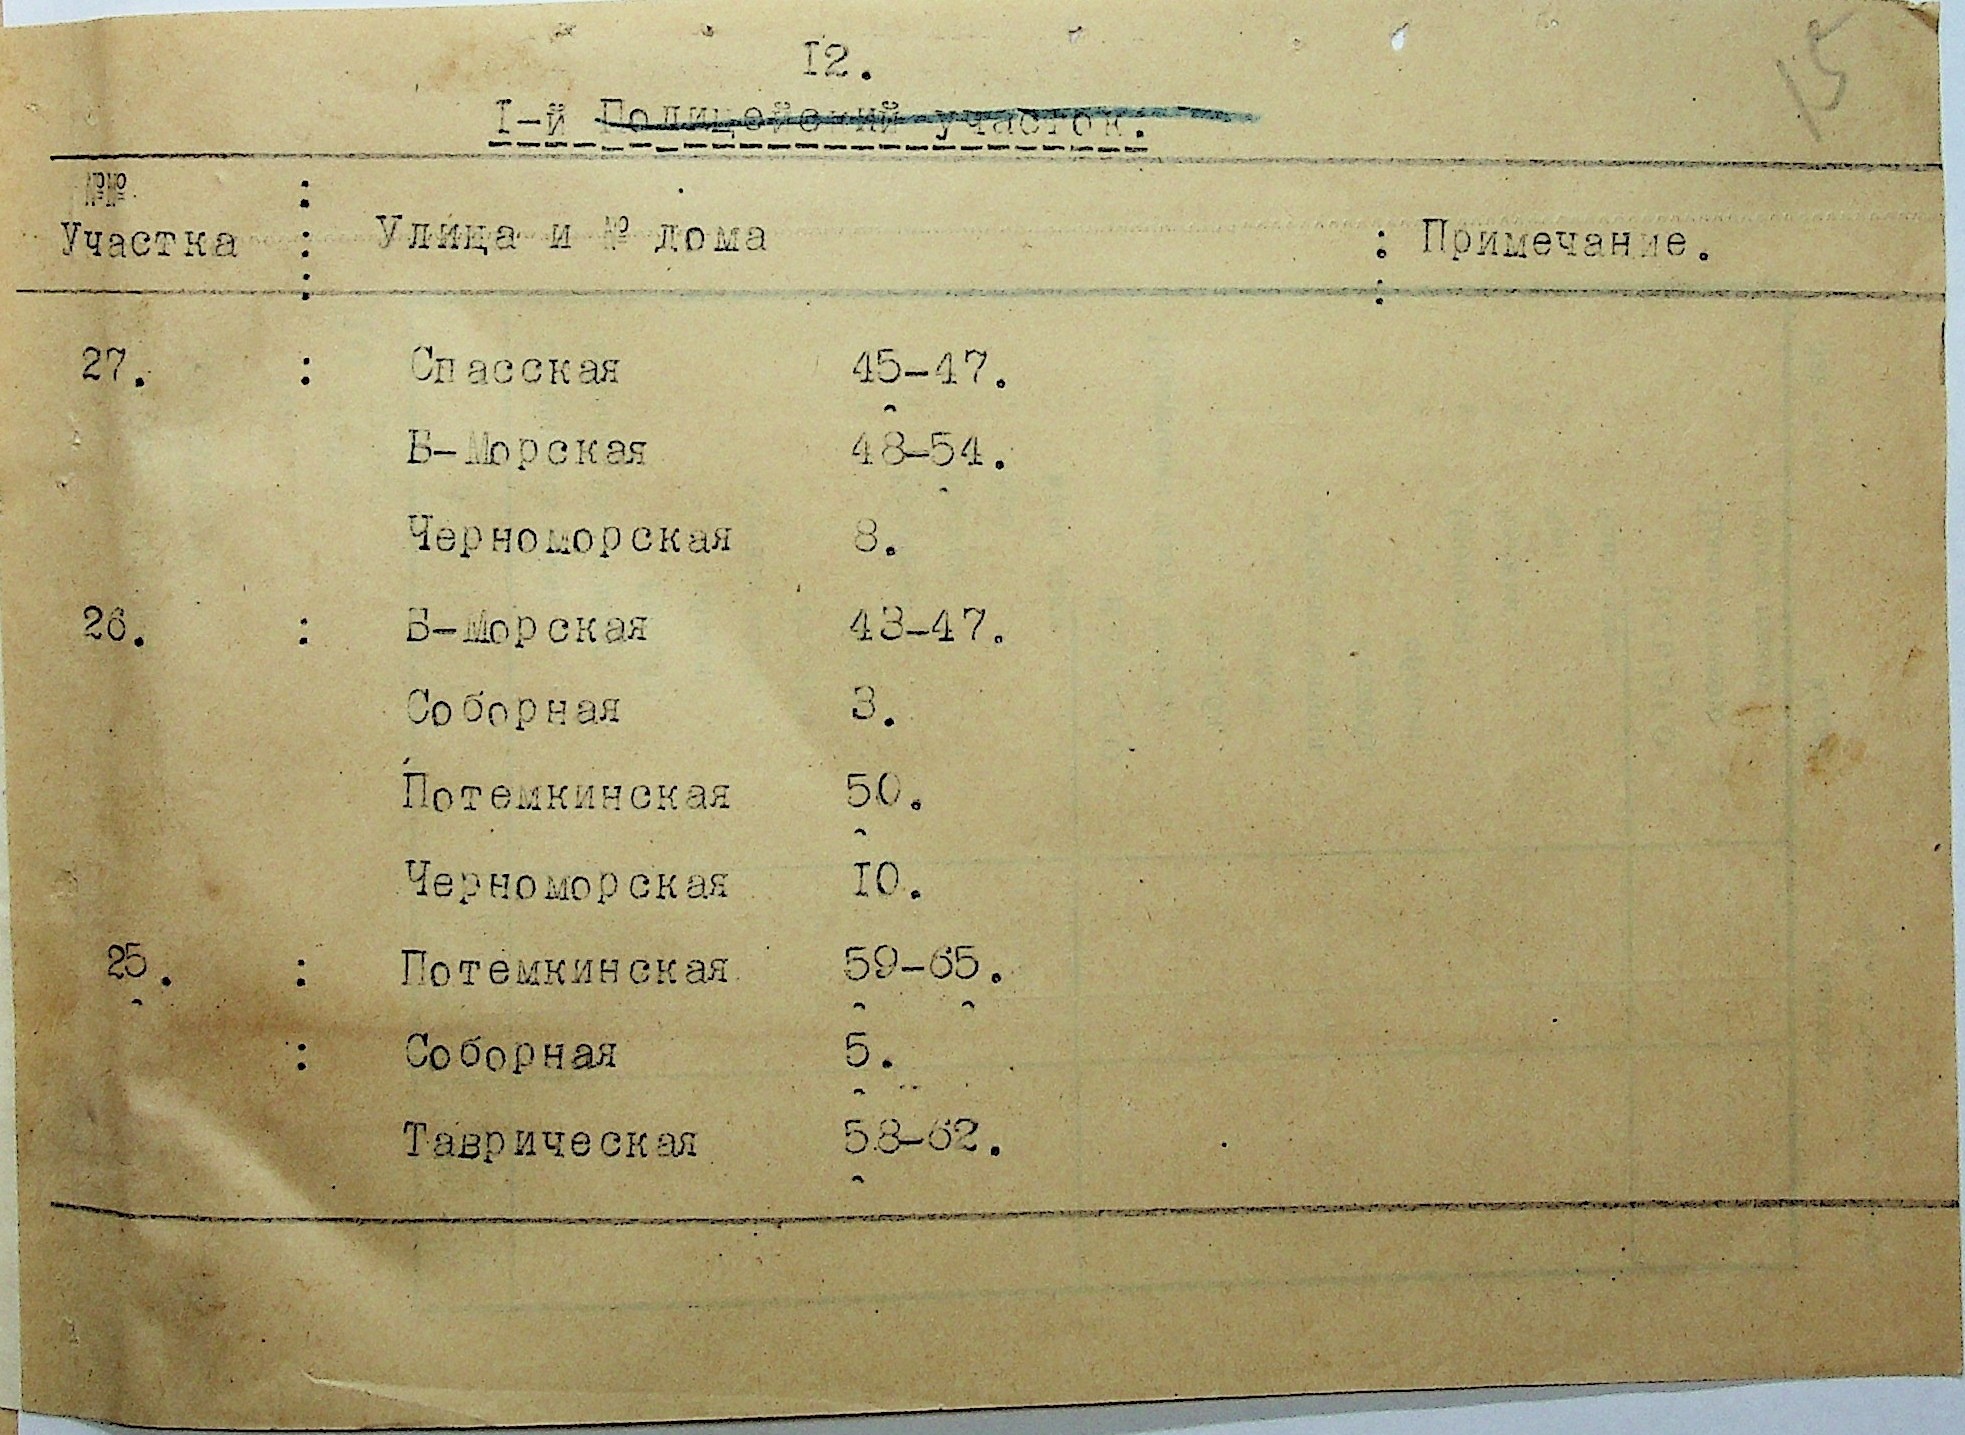 15
I2.
I-й Полицейский участок.
№№ :
Участка : Улица и № дома : Примечание.
27. : Спасская 45-47.
Б-Морская 48-54.
Черноморская 8.
26. : Б-Морская 43-47.
Соборная 3.
Потемкинская 50.
Черноморская I0.
25. : Потемкинская 59-65.
: Соборная 5.
Таврическая 58-62.